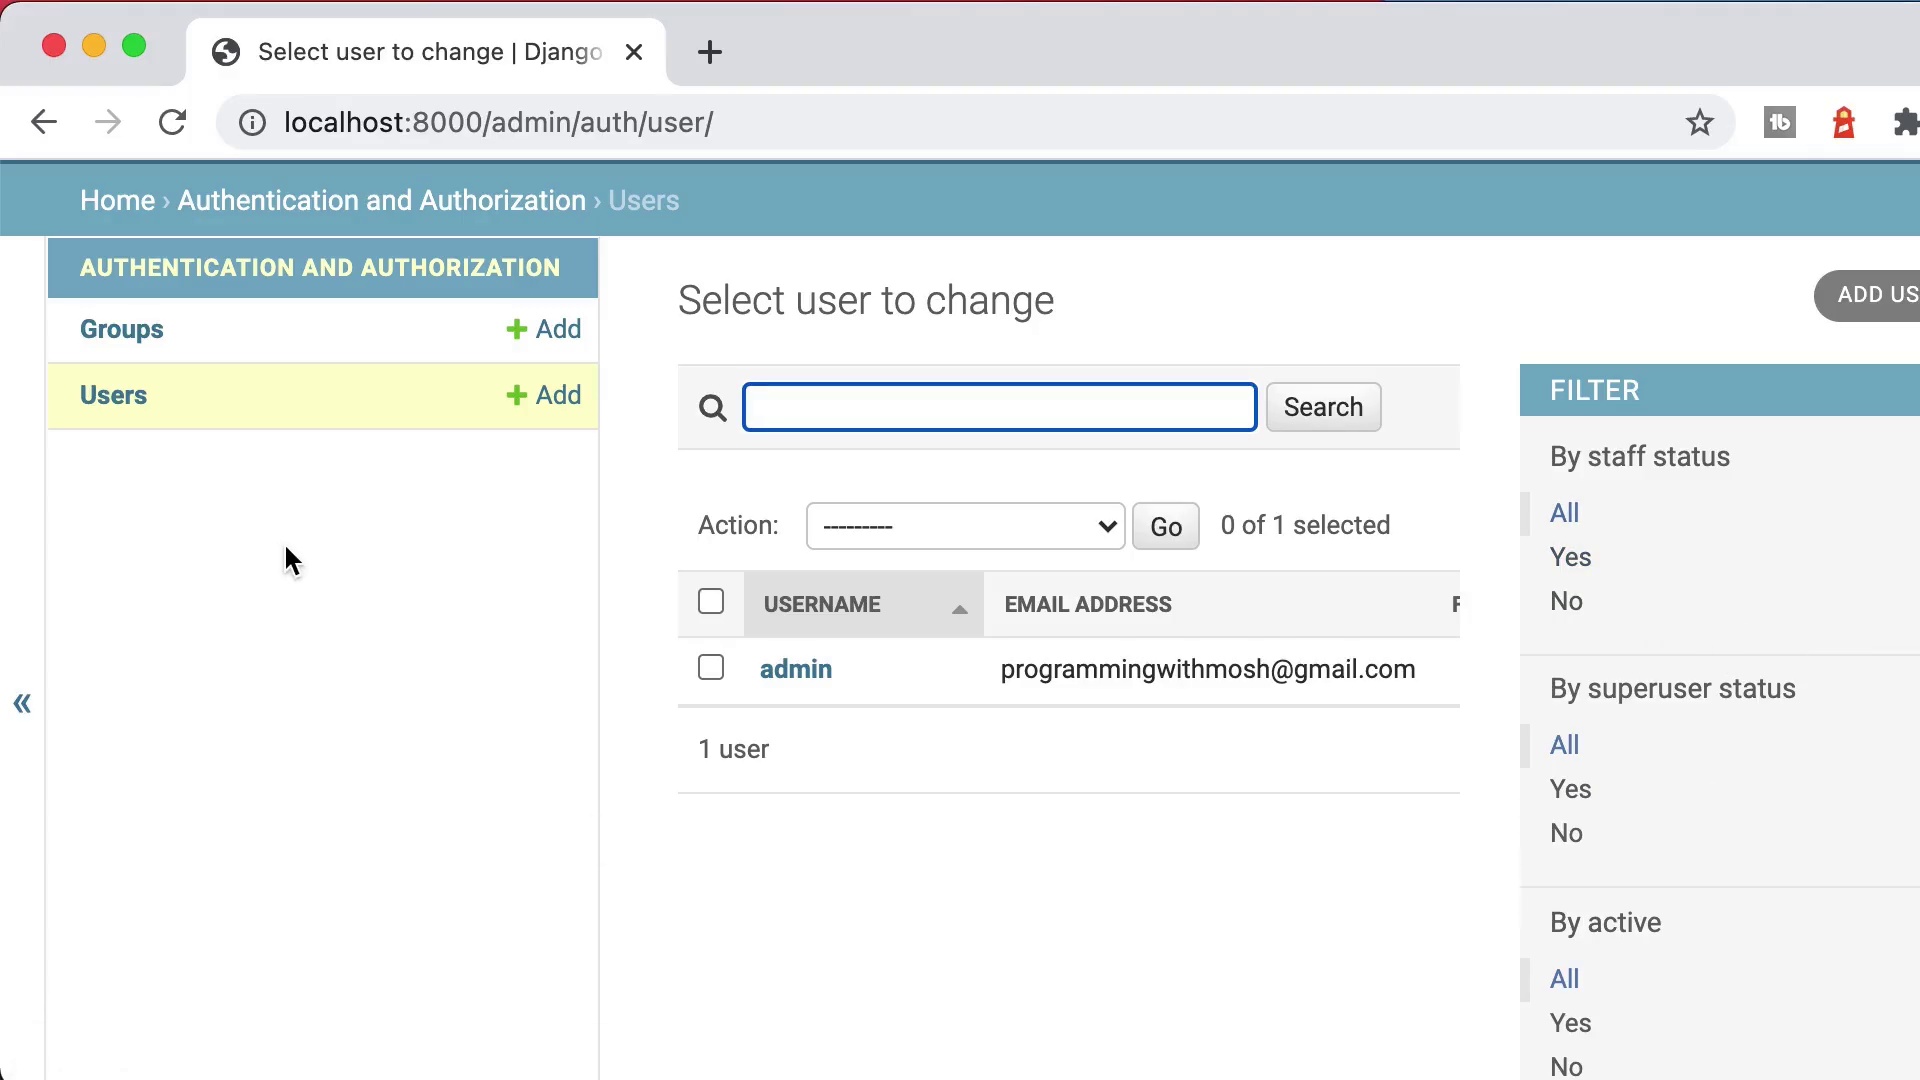 Select user to change | Django
localhost:8000/admin/auth/user/
Home › Authentication and Authorization › Users
AUTHENTICATION AND AUTHORIZATION
Groups + Add
Users + Add
«
Select user to change
ADD US
Search
Action: --------- Go 0 of 1 selected
USERNAME EMAIL ADDRESS F
admin programmingwithmosh@gmail.com
1 user
FILTER
By staff status
All
Yes
No
By superuser status
All
Yes
No
By active
All
Yes
No